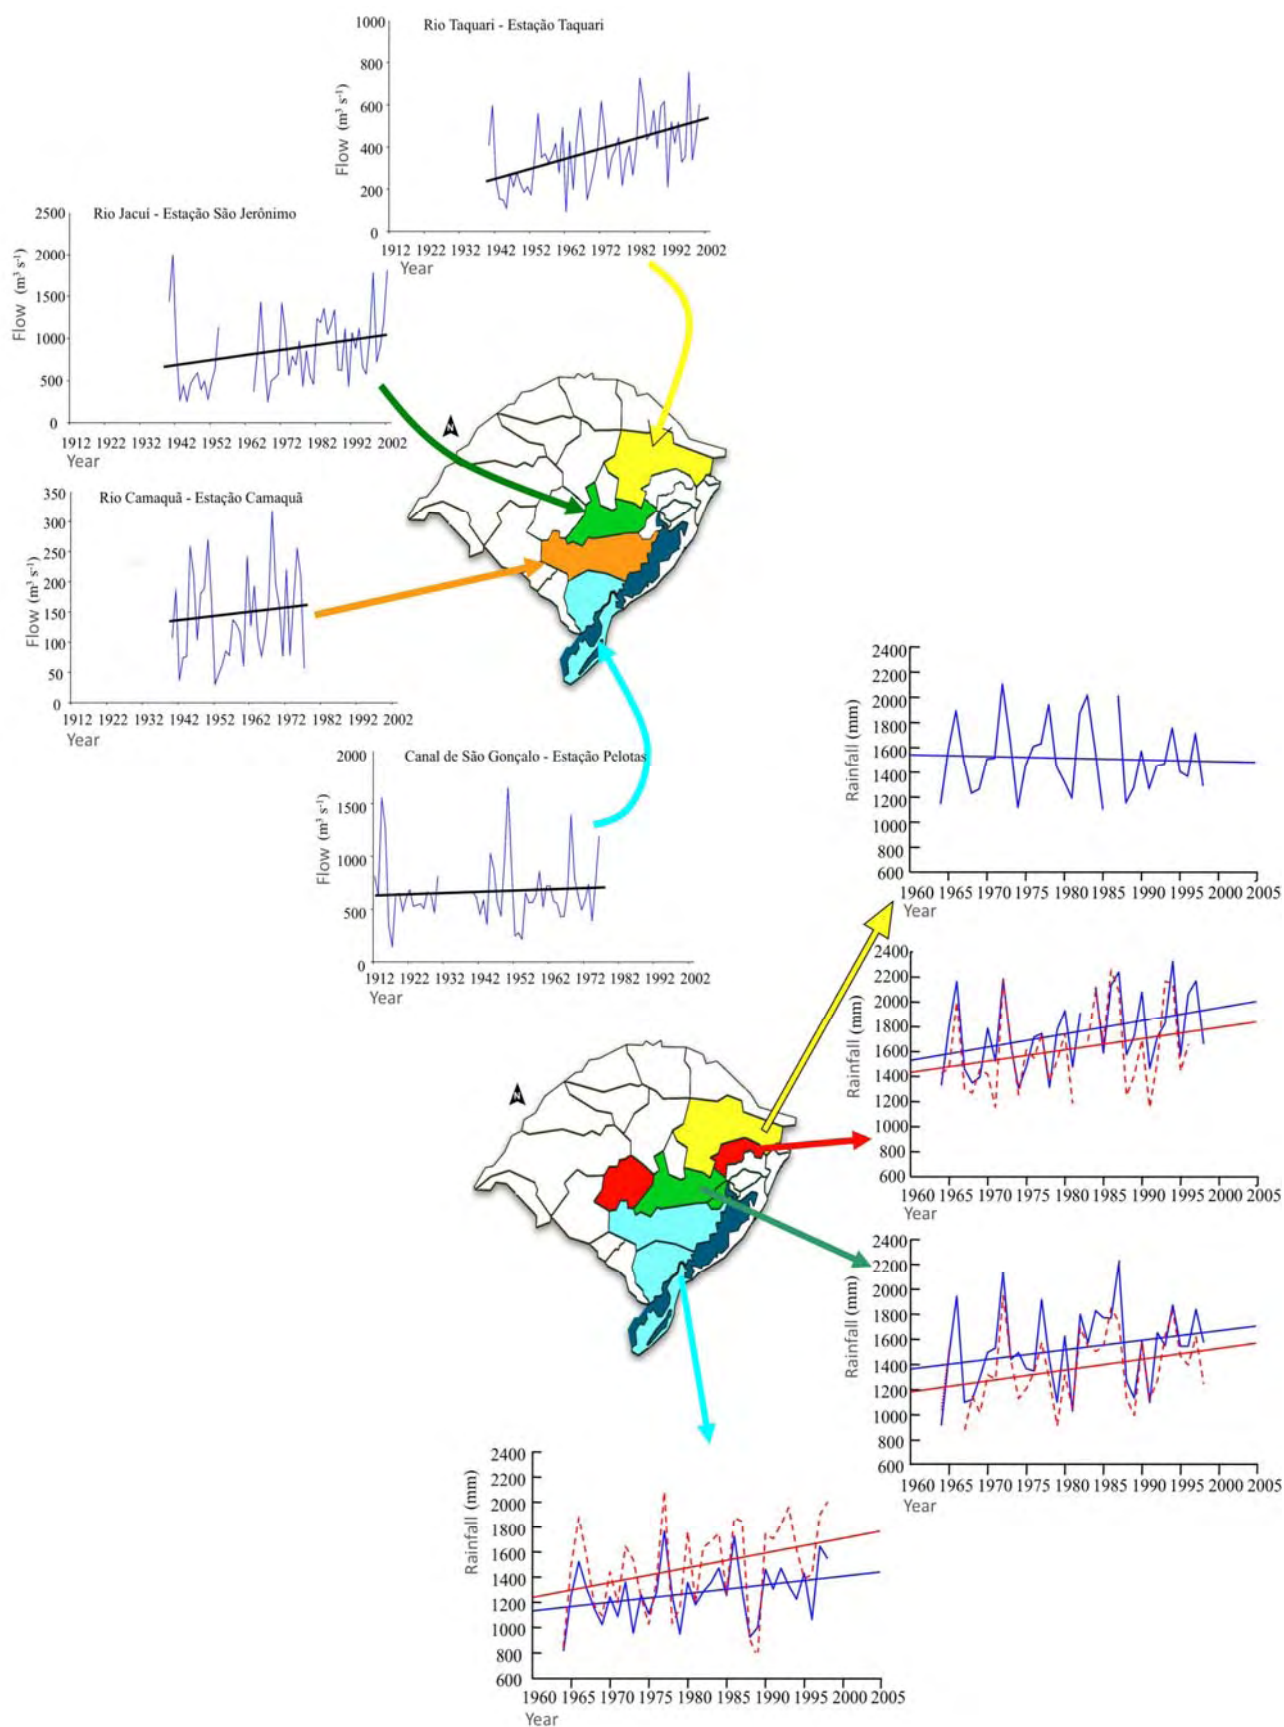 Rio Taquari - Estação Taquari
1000
800
600
400
200
0
Flow (m³ s⁻¹)
1912 1922 1932 1942 1952 1962 1972 1982 1992 2002
Year
Rio Jacuí - Estação São Jerônimo
2500
2000
1500
1000
500
0
Flow (m³ s⁻¹)
1912 1922 1932 1942 1952 1962 1972 1982 1992 2002
Year
N
Rio Camaquã - Estação Camaquã
350
300
250
200
150
100
50
0
Flow (m³ s⁻¹)
1912 1922 1932 1942 1952 1962 1972 1982 1992 2002
Year
Canal de São Gonçalo - Estação Pelotas
2000
1500
1000
500
0
Flow (m³ s⁻¹)
1912 1922 1932 1942 1952 1962 1972 1982 1992 2002
Year
2400
2200
2000
1800
1600
1400
1200
1000
800
600
Rainfall (mm)
1960 1965 1970 1975 1980 1985 1990 1995 2000 2005
Year
2400
2200
2000
1800
1600
1400
1200
1000
800
600
Rainfall (mm)
1960 1965 1970 1975 1980 1985 1990 1995 2000 2005
Year
N
2400
2200
2000
1800
1600
1400
1200
1000
800
600
Rainfall (mm)
1960 1965 1970 1975 1980 1985 1990 1995 2000 2005
Year
2400
2200
2000
1800
1600
1400
1200
1000
800
600
Rainfall (mm)
1960 1965 1970 1975 1980 1985 1990 1995 2000 2005
Year